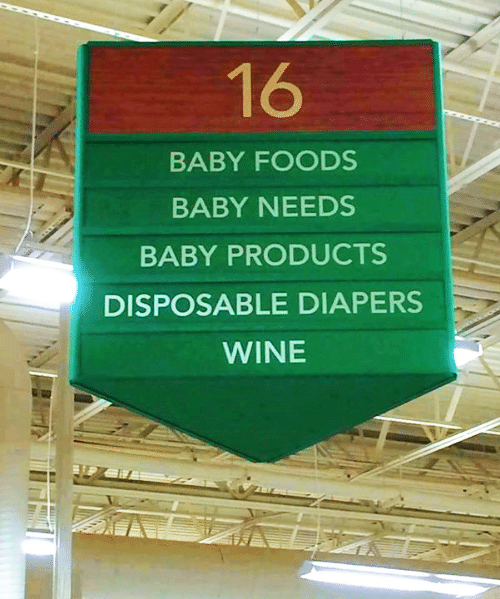 16
BABY FOODS
BABY NEEDS
BABY PRODUCTS
DISPOSABLE DIAPERS
WINE